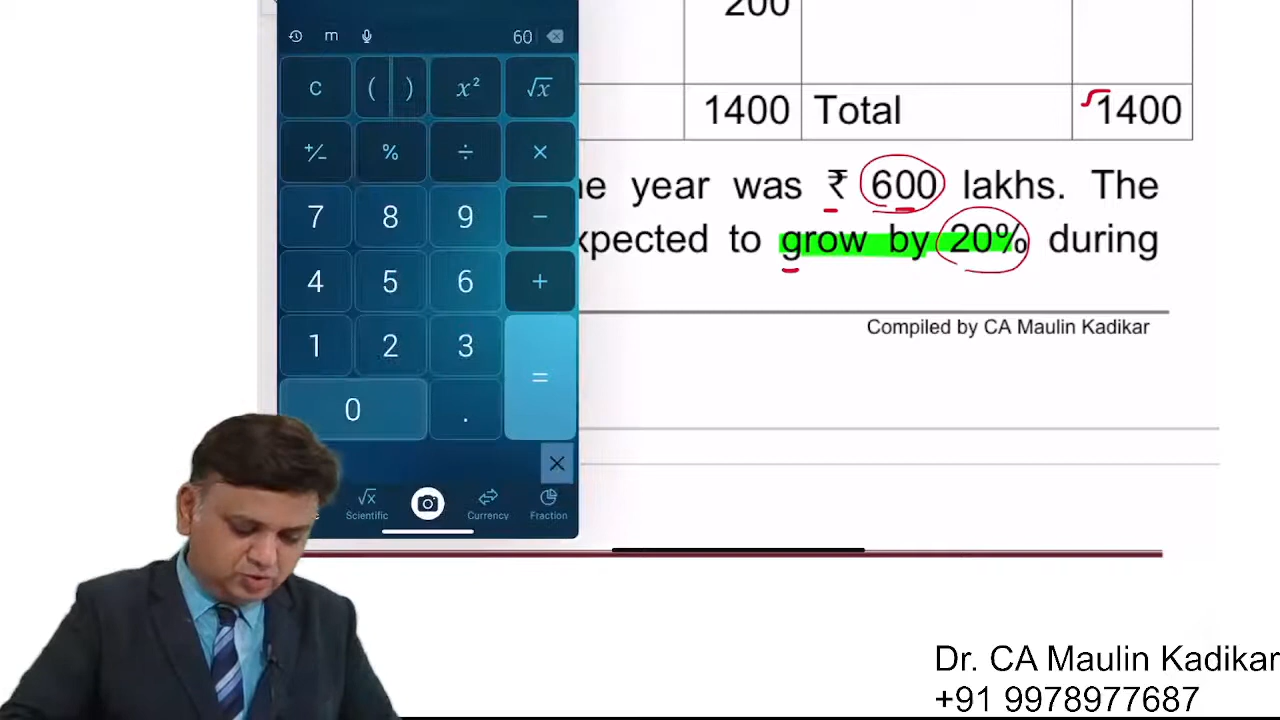 200
1400 Total 1400
year was ₹ 600 lakhs. The
to grow by 20% during
Compiled by CA Maulin Kadikar
m 60
C ( ) x² √x
+/- % ÷ ×
7 8 9 −
4 5 6 +
1 2 3 =
0 .
√x
Scientific Currency Fraction
Dr. CA Maulin Kadikar
+91 9978977687